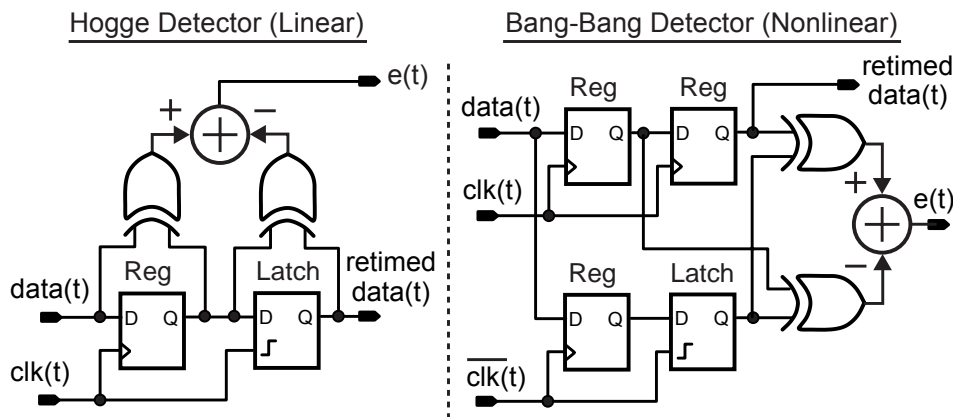 Hogge Detector (Linear)
e(t)
+
−
+
Reg
Latch
retimed
data(t)
data(t)
D Q
D Q
clk(t)
Bang-Bang Detector (Nonlinear)
Reg
Reg
retimed
data(t)
data(t)
D Q
D Q
clk(t)
+
+
e(t)
−
Reg
Latch
D Q
D Q
clk(t)